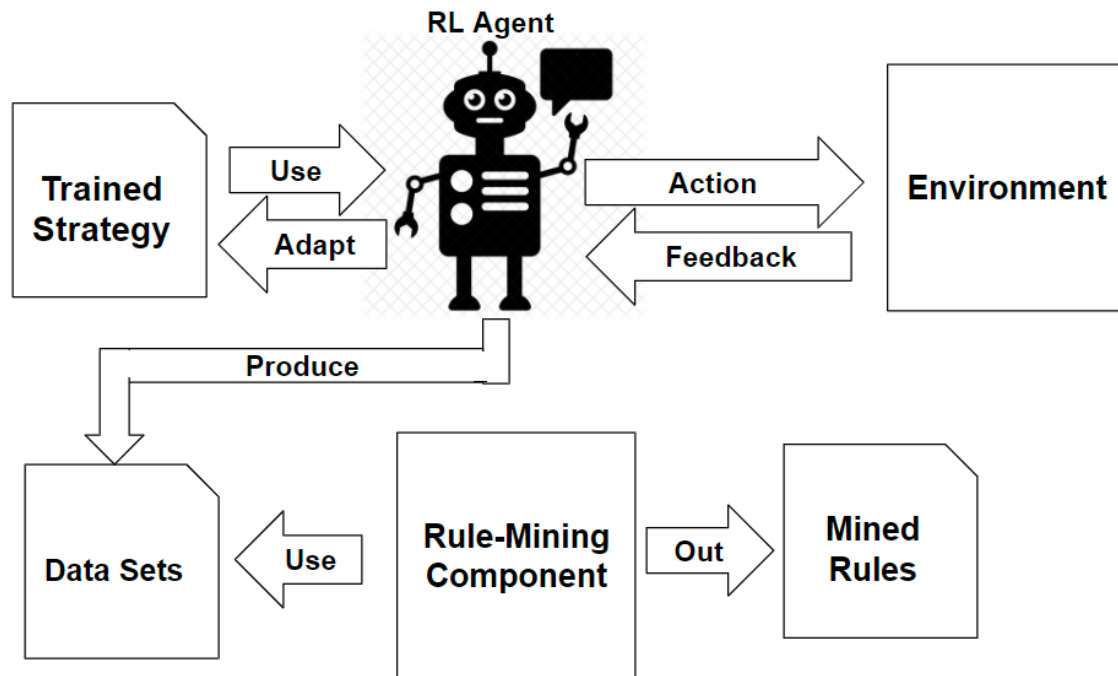 RL Agent
Trained
Strategy
Use
Adapt
Action
Feedback
Environment
Produce
Data Sets
Use
Rule-Mining
Component
Out
Mined
Rules